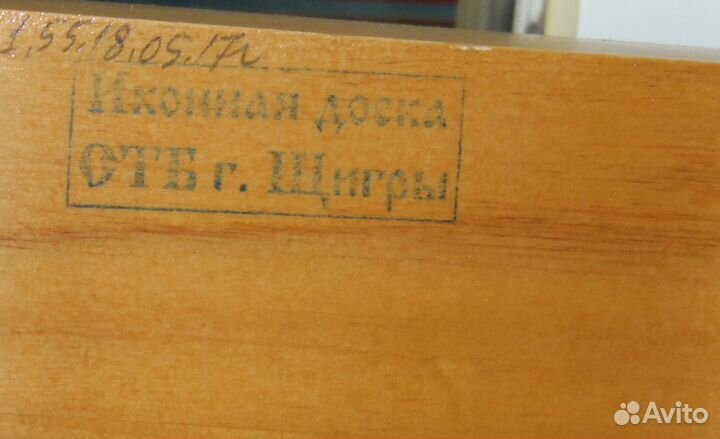 1.55.18.05.17г
Иконная доска
СТБ г. Щигры
Avito